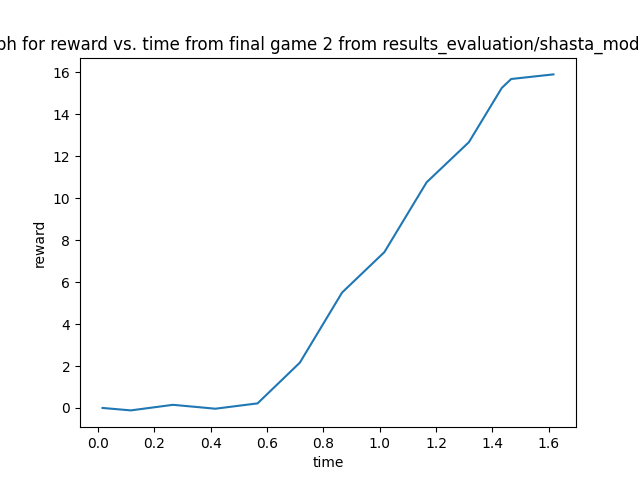 ph for reward vs. time from final game 2 from results_evaluation/shasta_mod
16
14
12
10
8
6
4
2
0
reward
0.0 0.2 0.4 0.6 0.8 1.0 1.2 1.4 1.6
time